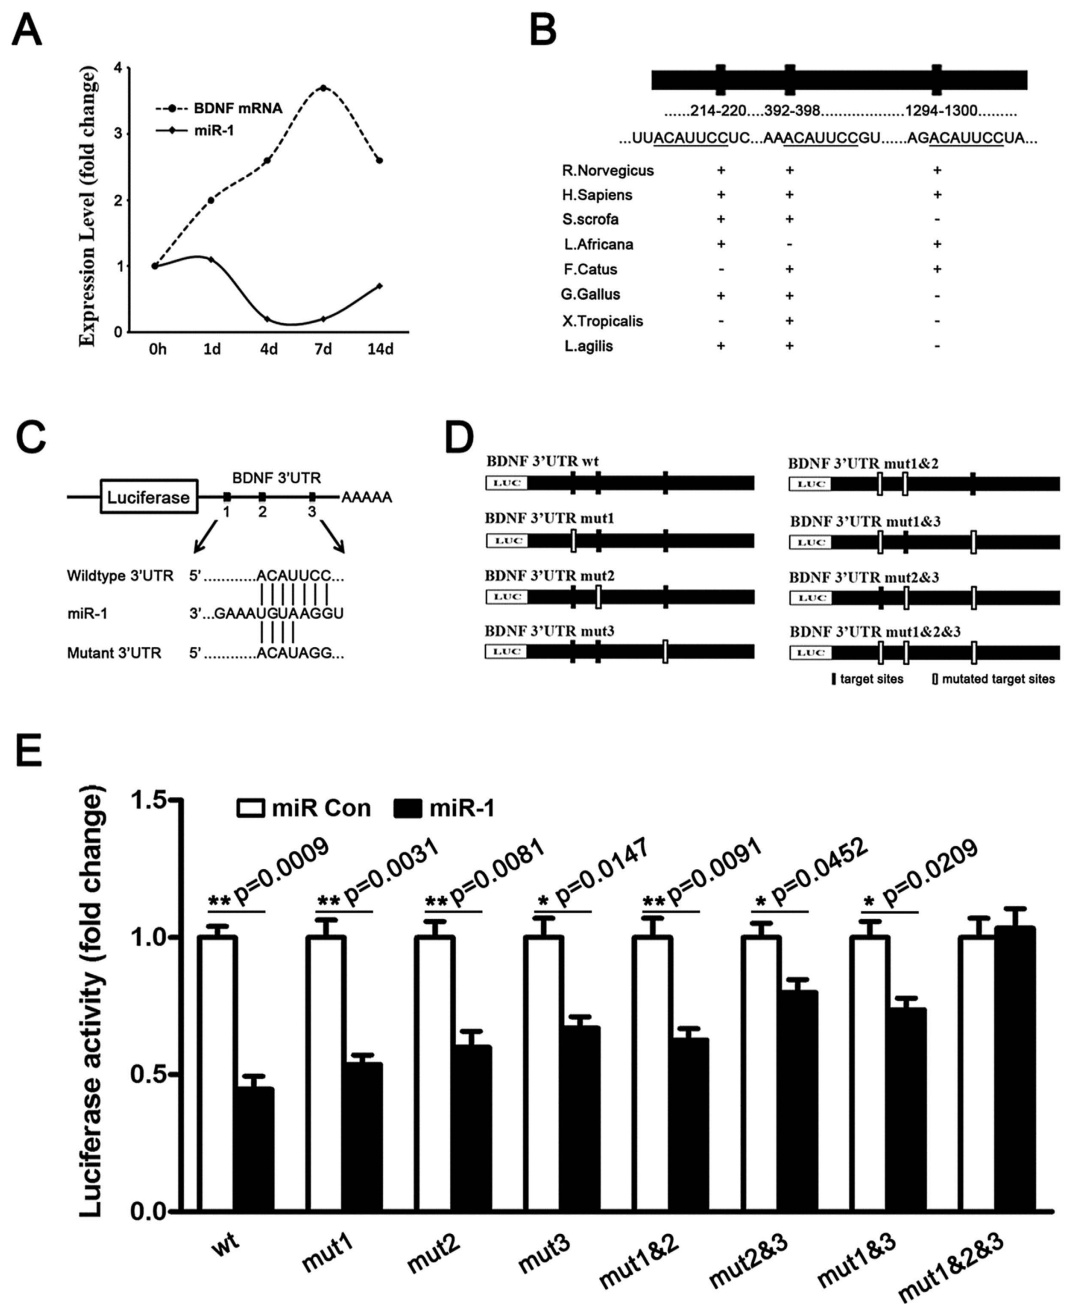 A
Expression Level (fold change)
4
3
2
1
0
BDNF mRNA
miR-1
0h 1d 4d 7d 14d
B
......214-220....392-398....................1294-1300.........
...UUACAUUCCUC...AAACAUUCCGU......AGACAUUCCUA...
R.Norvegicus + + +
H.Sapiens + + +
S.scrofa + + -
L.Africana + - +
F.Catus - + +
G.Gallus + + -
X.Tropicalis - + -
L.agilis + + -
C
BDNF 3'UTR
Luciferase
AAAAA
1 2 3
Wildtype 3'UTR 5'............ACAUUCC...
miR-1 3'...GAAAUGUAAGGU
Mutant 3'UTR 5'............ACAUAGG...
D
BDNF 3'UTR wt
LUC
BDNF 3'UTR mut1
LUC
BDNF 3'UTR mut2
LUC
BDNF 3'UTR mut3
LUC
BDNF 3'UTR mut1&2
LUC
BDNF 3'UTR mut1&3
LUC
BDNF 3'UTR mut2&3
LUC
BDNF 3'UTR mut1&2&3
LUC
target sites mutated target sites
E
Luciferase activity (fold change)
1.5
1.0
0.5
0.0
miR Con miR-1
** p=0.0009
** p=0.0031
** p=0.0081
* p=0.0147
** p=0.0091
* p=0.0452
* p=0.0209
wt mut1 mut2 mut3 mut1&2 mut2&3 mut1&3 mut1&2&3